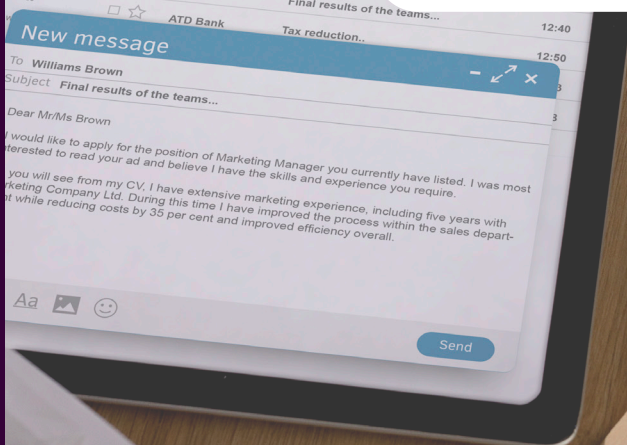 Final results of the teams...
12:40
ATD Bank Tax reduction..
12:50
New message
To Williams Brown
Subject Final results of the teams...
Dear Mr/Ms Brown
I would like to apply for the position of Marketing Manager you currently have listed. I was most
nterested to read your ad and believe I have the skills and experience you require.
you will see from my CV, I have extensive marketing experience, including five years with
rketing Company Ltd. During this time I have improved the process within the sales depart-
nt while reducing costs by 35 per cent and improved efficiency overall.
Aa
Send